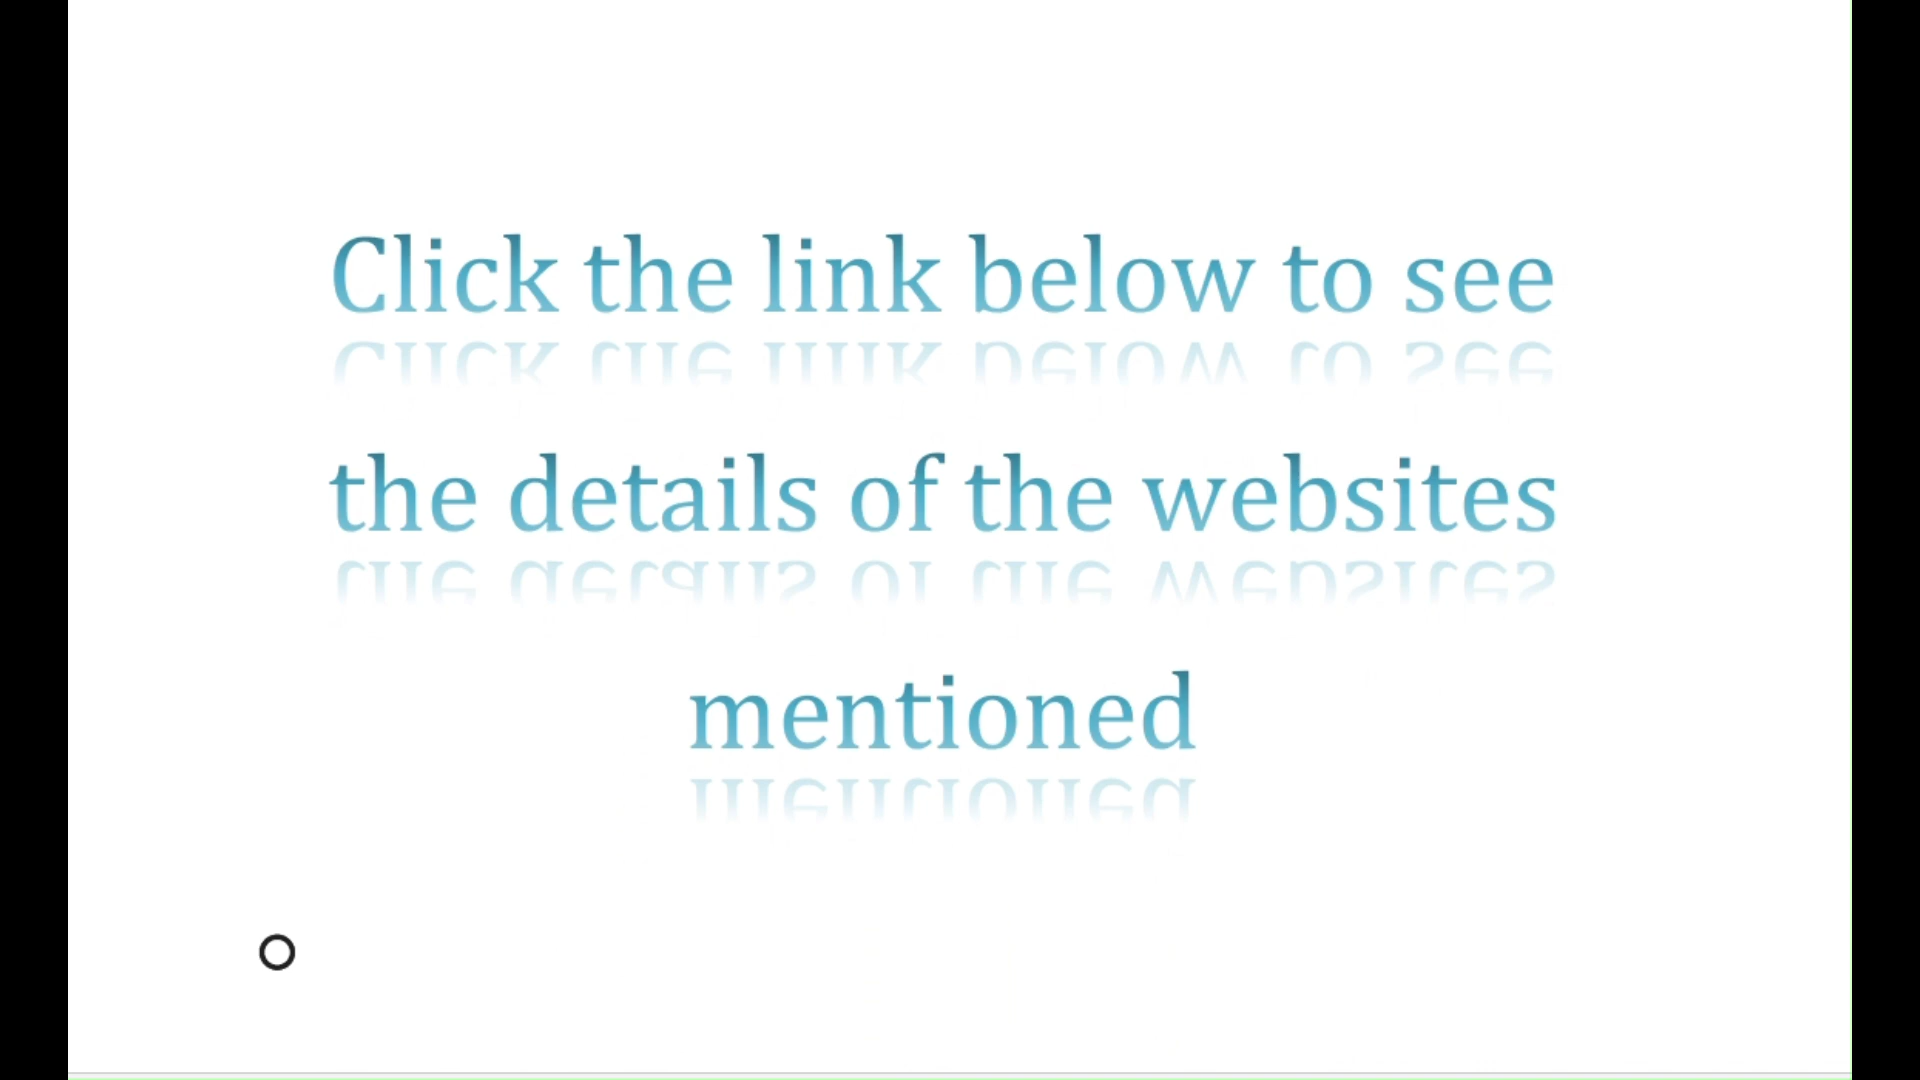 Click the link below to see
the details of the websites
mentioned